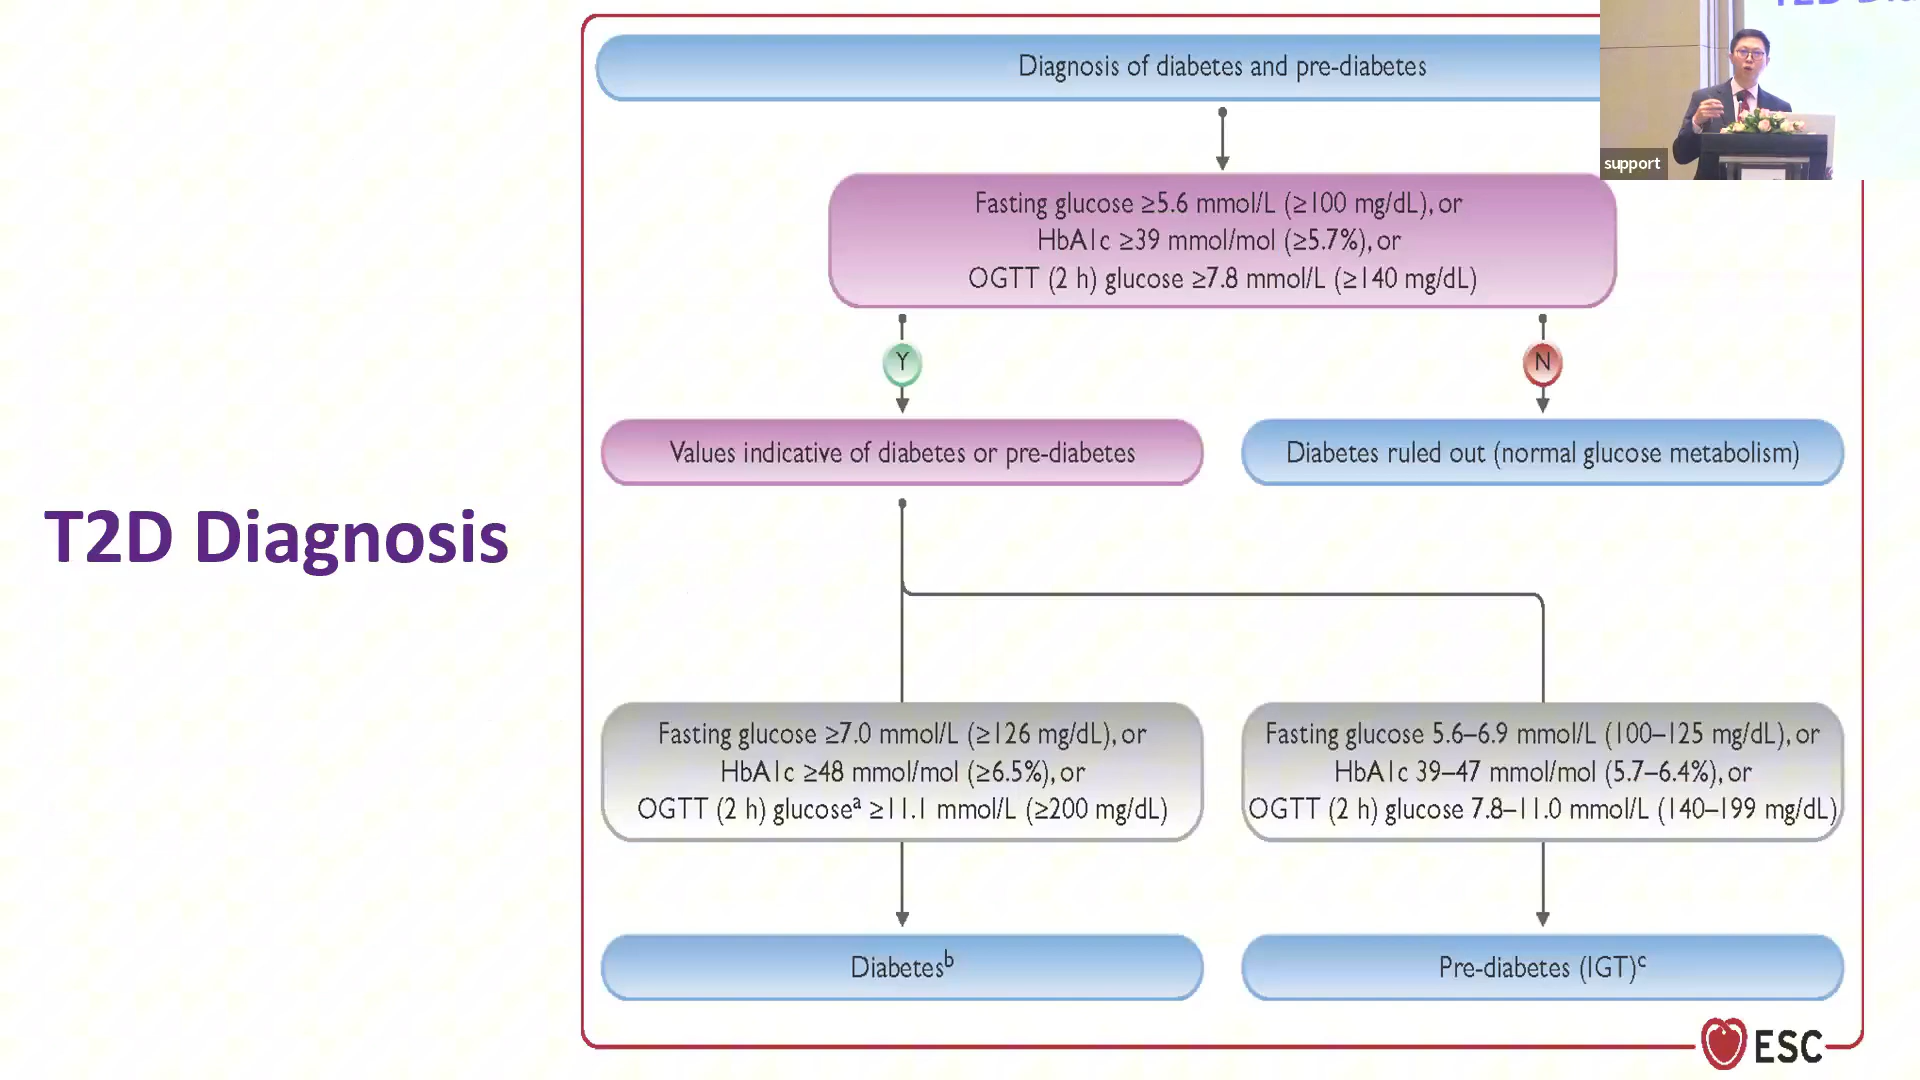 T2D Diagnosis
Diagnosis of diabetes and pre-diabetes
support
Fasting glucose ≥5.6 mmol/L (≥100 mg/dL), or
HbA1c ≥39 mmol/mol (≥5.7%), or
OGTT (2 h) glucose ≥7.8 mmol/L (≥140 mg/dL)
Y
N
Values indicative of diabetes or pre-diabetes
Diabetes ruled out (normal glucose metabolism)
Fasting glucose ≥7.0 mmol/L (≥126 mg/dL), or
HbA1c ≥48 mmol/mol (≥6.5%), or
OGTT (2 h) glucoseᵃ ≥11.1 mmol/L (≥200 mg/dL)
Fasting glucose 5.6–6.9 mmol/L (100–125 mg/dL), or
HbA1c 39–47 mmol/mol (5.7–6.4%), or
OGTT (2 h) glucose 7.8–11.0 mmol/L (140–199 mg/dL)
Diabetesᵇ
Pre-diabetes (IGT)ᶜ
ESC